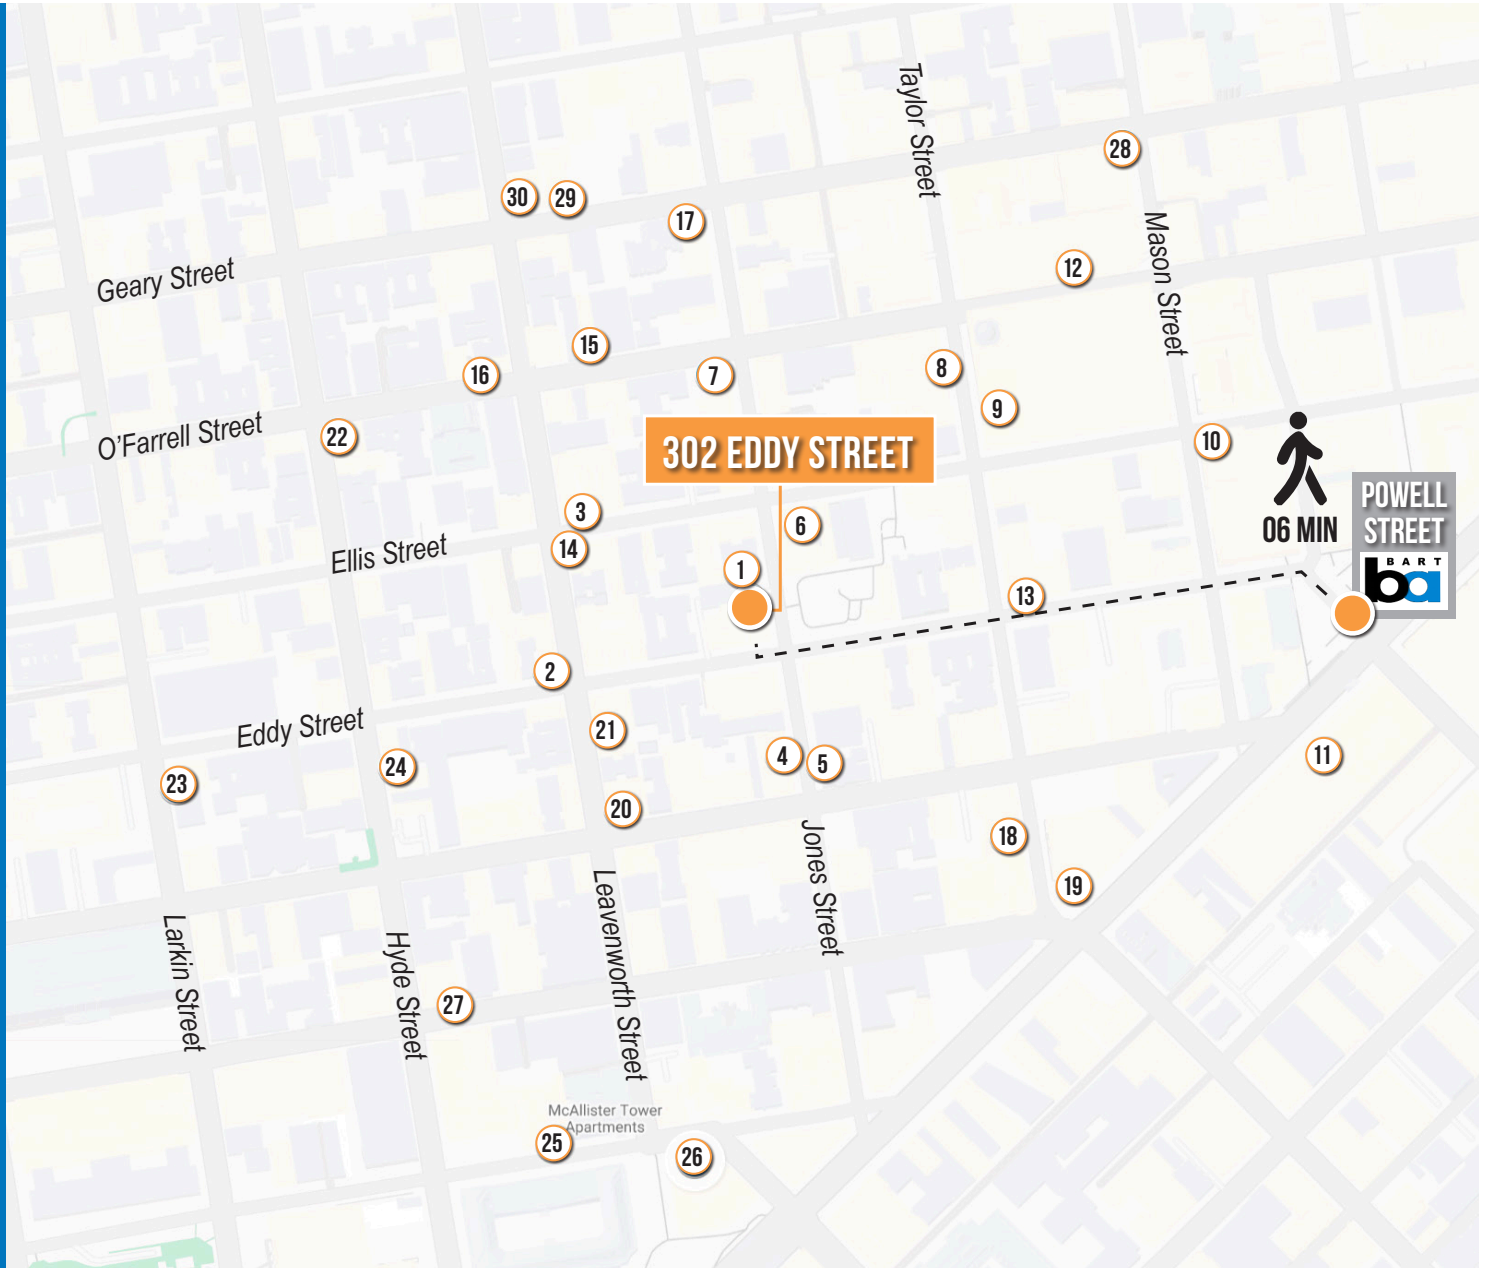 Taylor Street
28
30
29
17
Mason Street
12
Geary Street
15
16
7
8
9
O'Farrell Street
22
302 EDDY STREET
10
POWELL
STREET
BART
ba
06 MIN
3
6
14
Ellis Street
1
13
2
Eddy Street
21
24
4
5
11
23
20
Jones Street
18
19
Leavenworth Street
Larkin Street
Hyde Street
27
McAllister Tower
Apartments
25
26